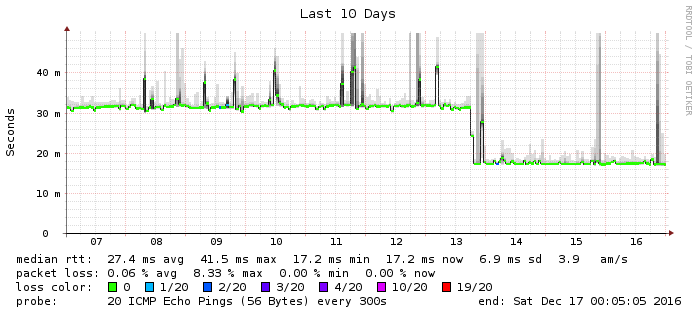 Last 10 Days
RRDTOOL / TOBI OETIKER
Seconds
40 m
30 m
20 m
10 m
0
07 08 09 10 11 12 13 14 15 16
median rtt: 27.4 ms avg 41.5 ms max 17.2 ms min 17.2 ms now 6.9 ms sd 3.9 am/s
packet loss: 0.06 % avg 8.33 % max 0.00 % min 0.00 % now
loss color: 0 1/20 2/20 3/20 4/20 10/20 19/20
probe: 20 ICMP Echo Pings (56 Bytes) every 300s end: Sat Dec 17 00:05:05 2016